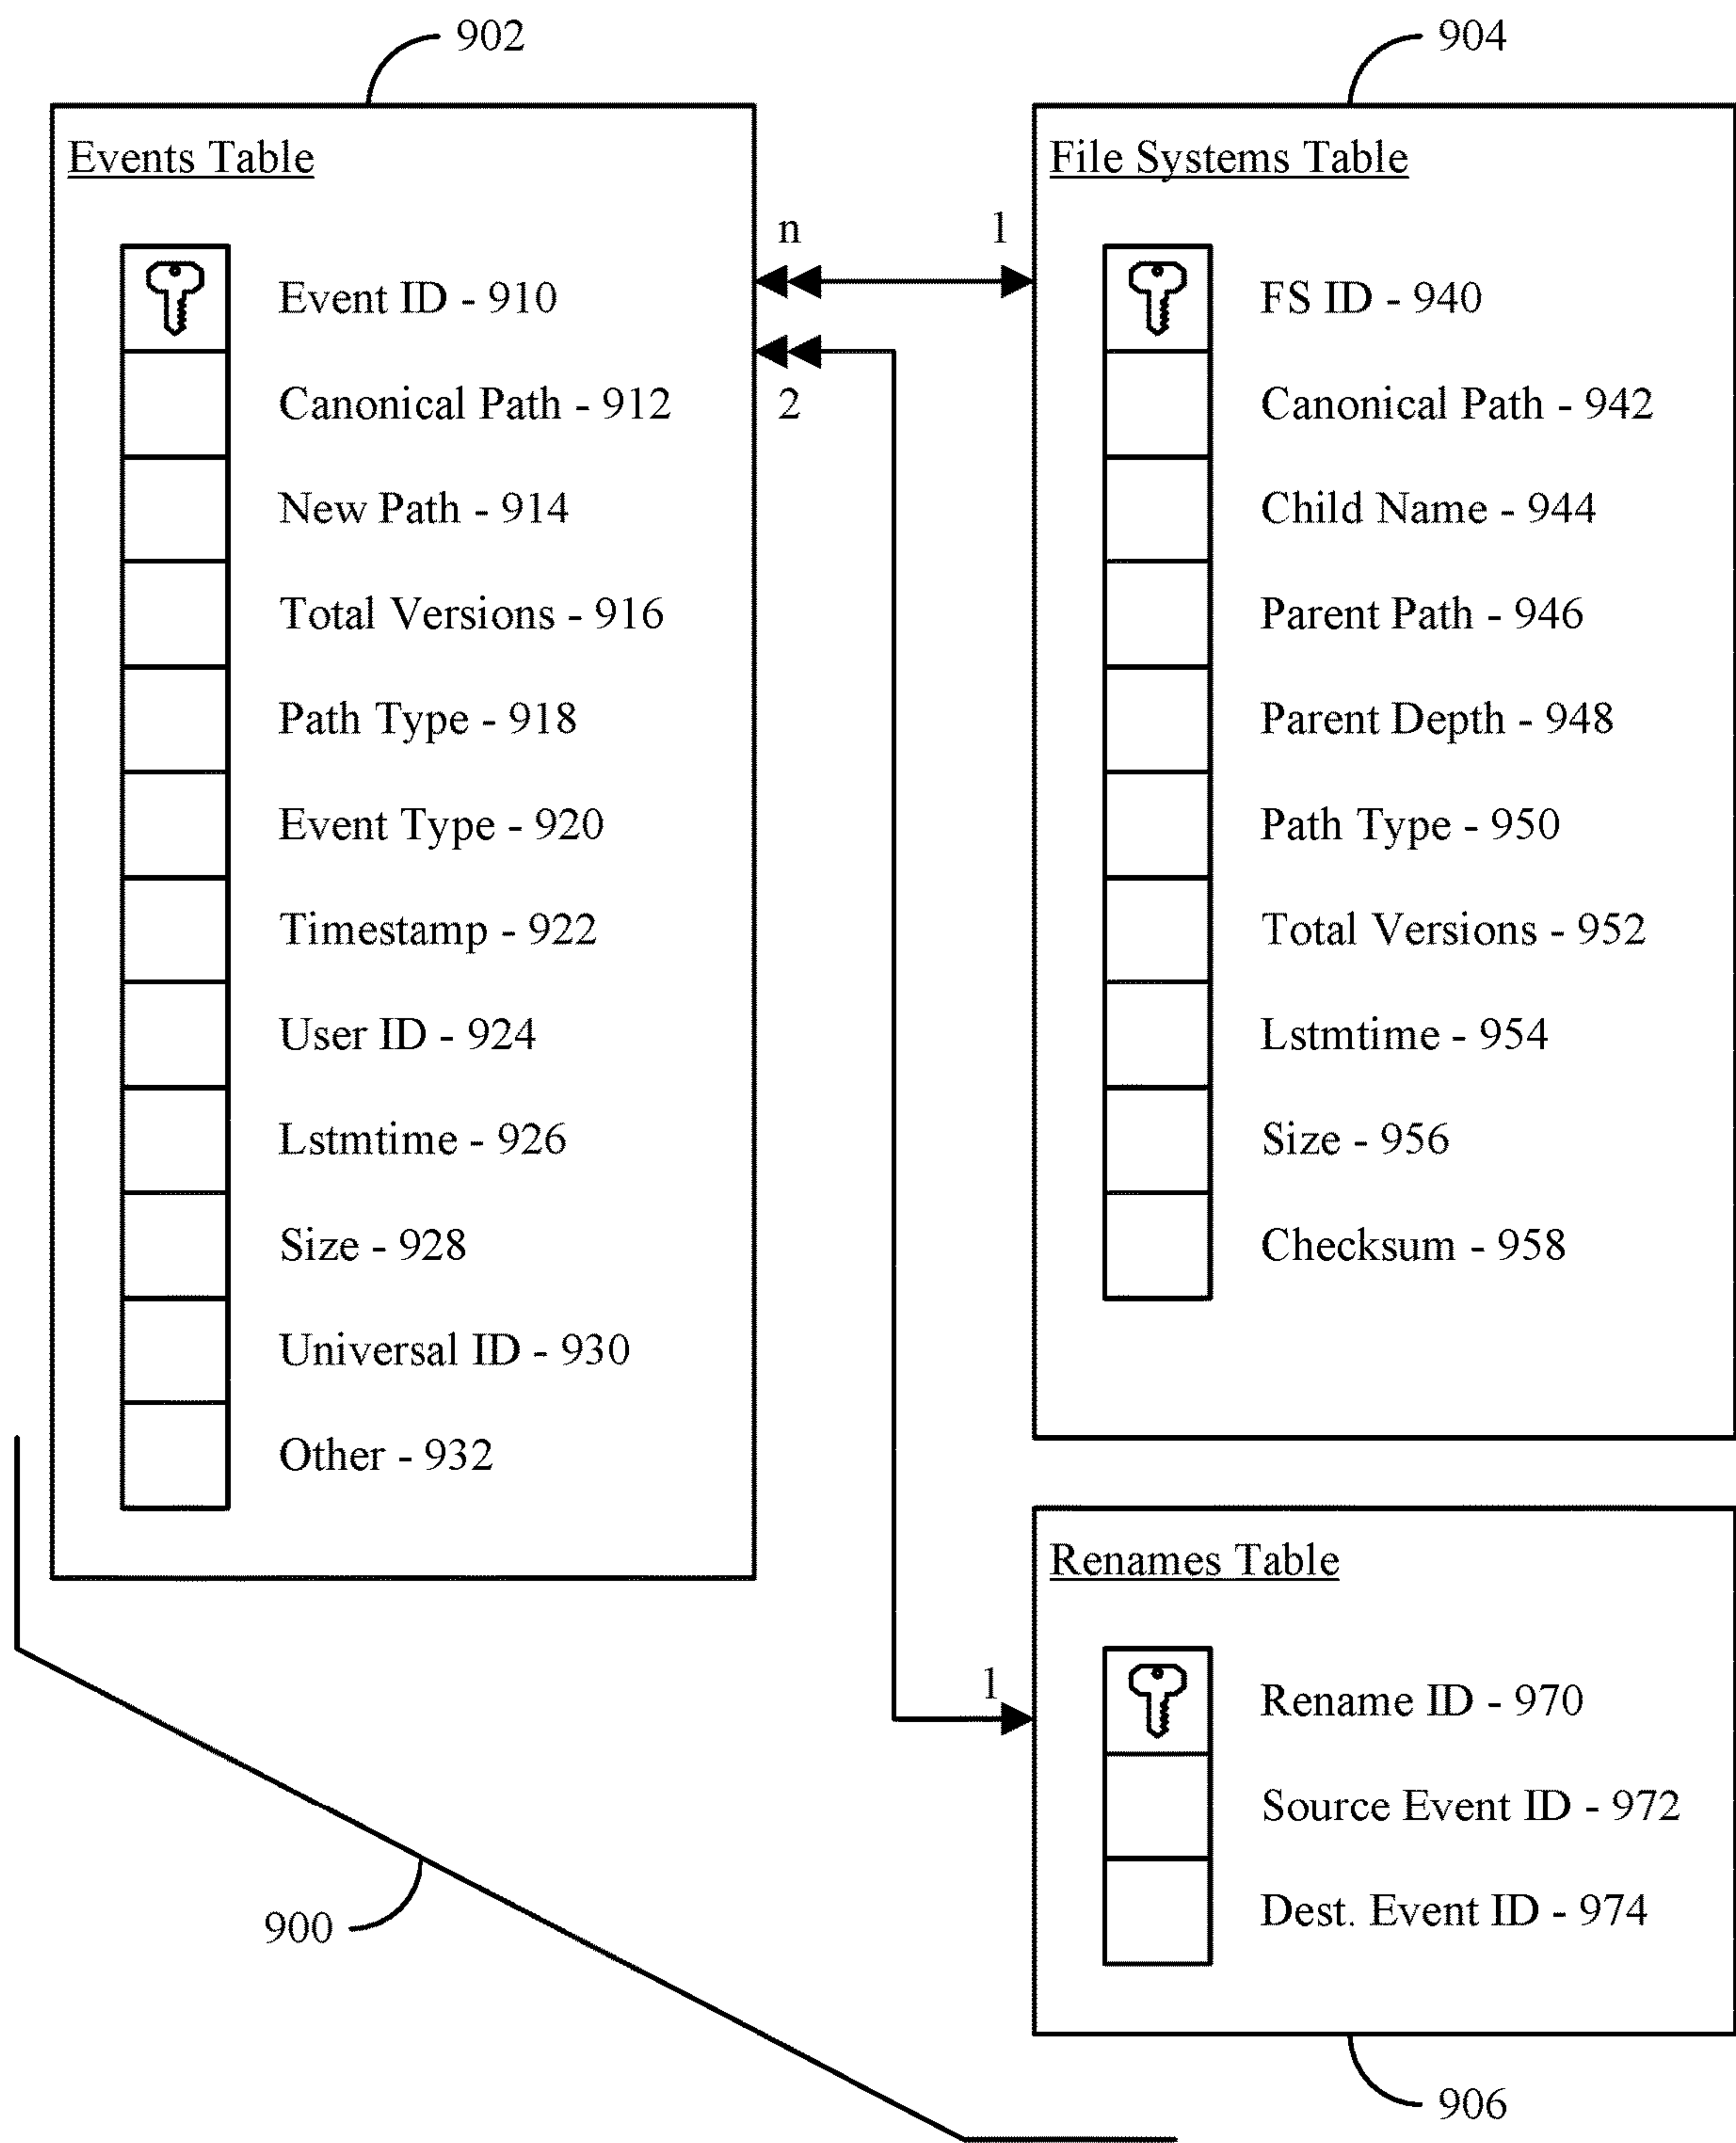 902
Events Table
Event ID - 910
Canonical Path - 912
New Path - 914
Total Versions - 916
Path Type - 918
Event Type - 920
Timestamp - 922
User ID - 924
Lstmtime - 926
Size - 928
Universal ID - 930
Other - 932
n
1
2
1
904
File Systems Table
FS ID - 940
Canonical Path - 942
Child Name - 944
Parent Path - 946
Parent Depth - 948
Path Type - 950
Total Versions - 952
Lstmtime - 954
Size - 956
Checksum - 958
Renames Table
Rename ID - 970
Source Event ID - 972
Dest. Event ID - 974
906
900